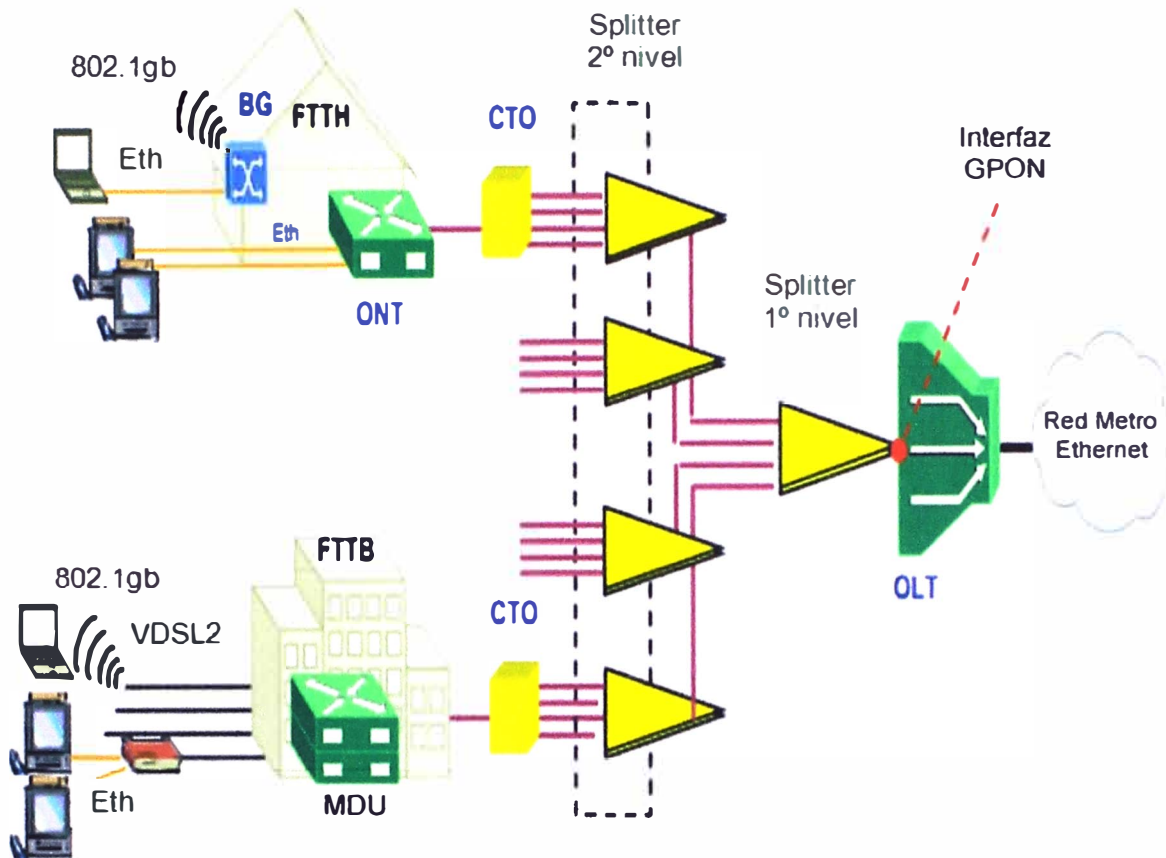 Splitter
2º nivel
802.1gb
BG
FTTH
CTO
Interfaz
GPON
Eth
Eth
ONT
Splitter
1º nivel
Red Metro
Ethernet
OLT
FTTB
802.1gb
CTO
VDSL2
Eth
MDU